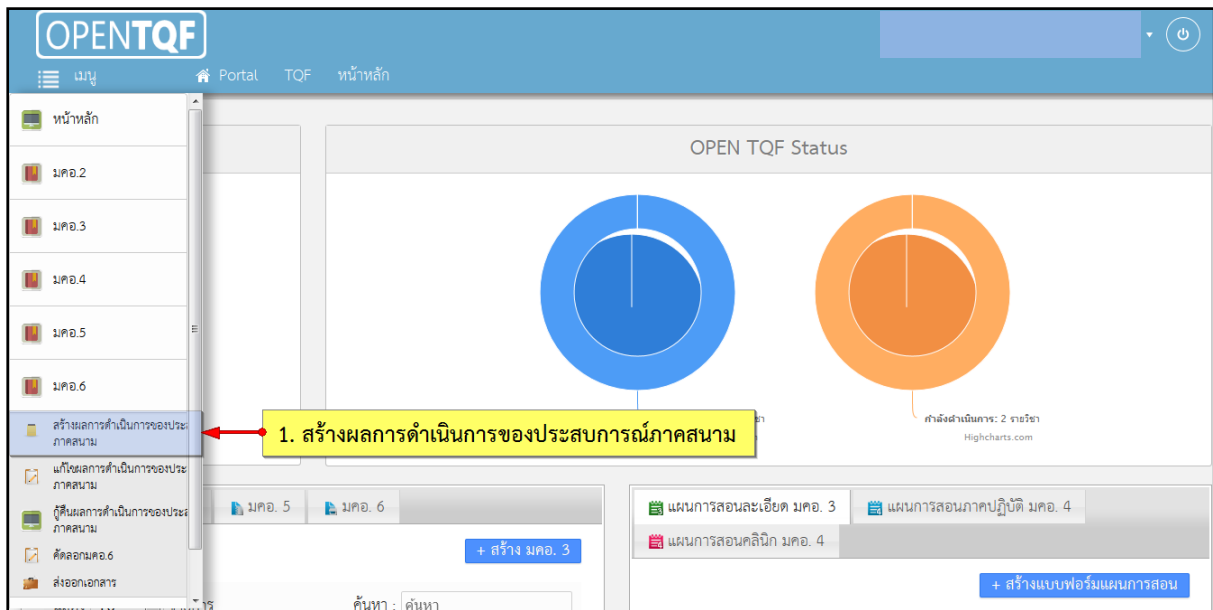 OPENTQF
เมนู Portal TQF หน้าหลัก
หน้าหลัก
มคอ.2
มคอ.3
มคอ.4
มคอ.5
มคอ.6
สร้างผลการดำเนินการของประส
ภาคสนาม
แก้ไขผลการดำเนินการของประ
ภาคสนาม
กู้คืนผลการดำเนินการของประส
ภาคสนาม
คัดลอกมคอ.6
ส่งออกเอกสาร
OPEN TQF Status
กำลังดำเนินการ: 2 รายวิชา
Highcharts.com
1. สร้างผลการดำเนินการของประสบการณ์ภาคสนาม
มคอ. 5 มคอ. 6
+ สร้าง มคอ. 3
ค้นหา : ค้นหา
แผนการสอนละเอียด มคอ. 3 แผนการสอนภาคปฏิบัติ มคอ. 4
แผนการสอนคลินิก มคอ. 4
+ สร้างแบบฟอร์มแผนการสอน